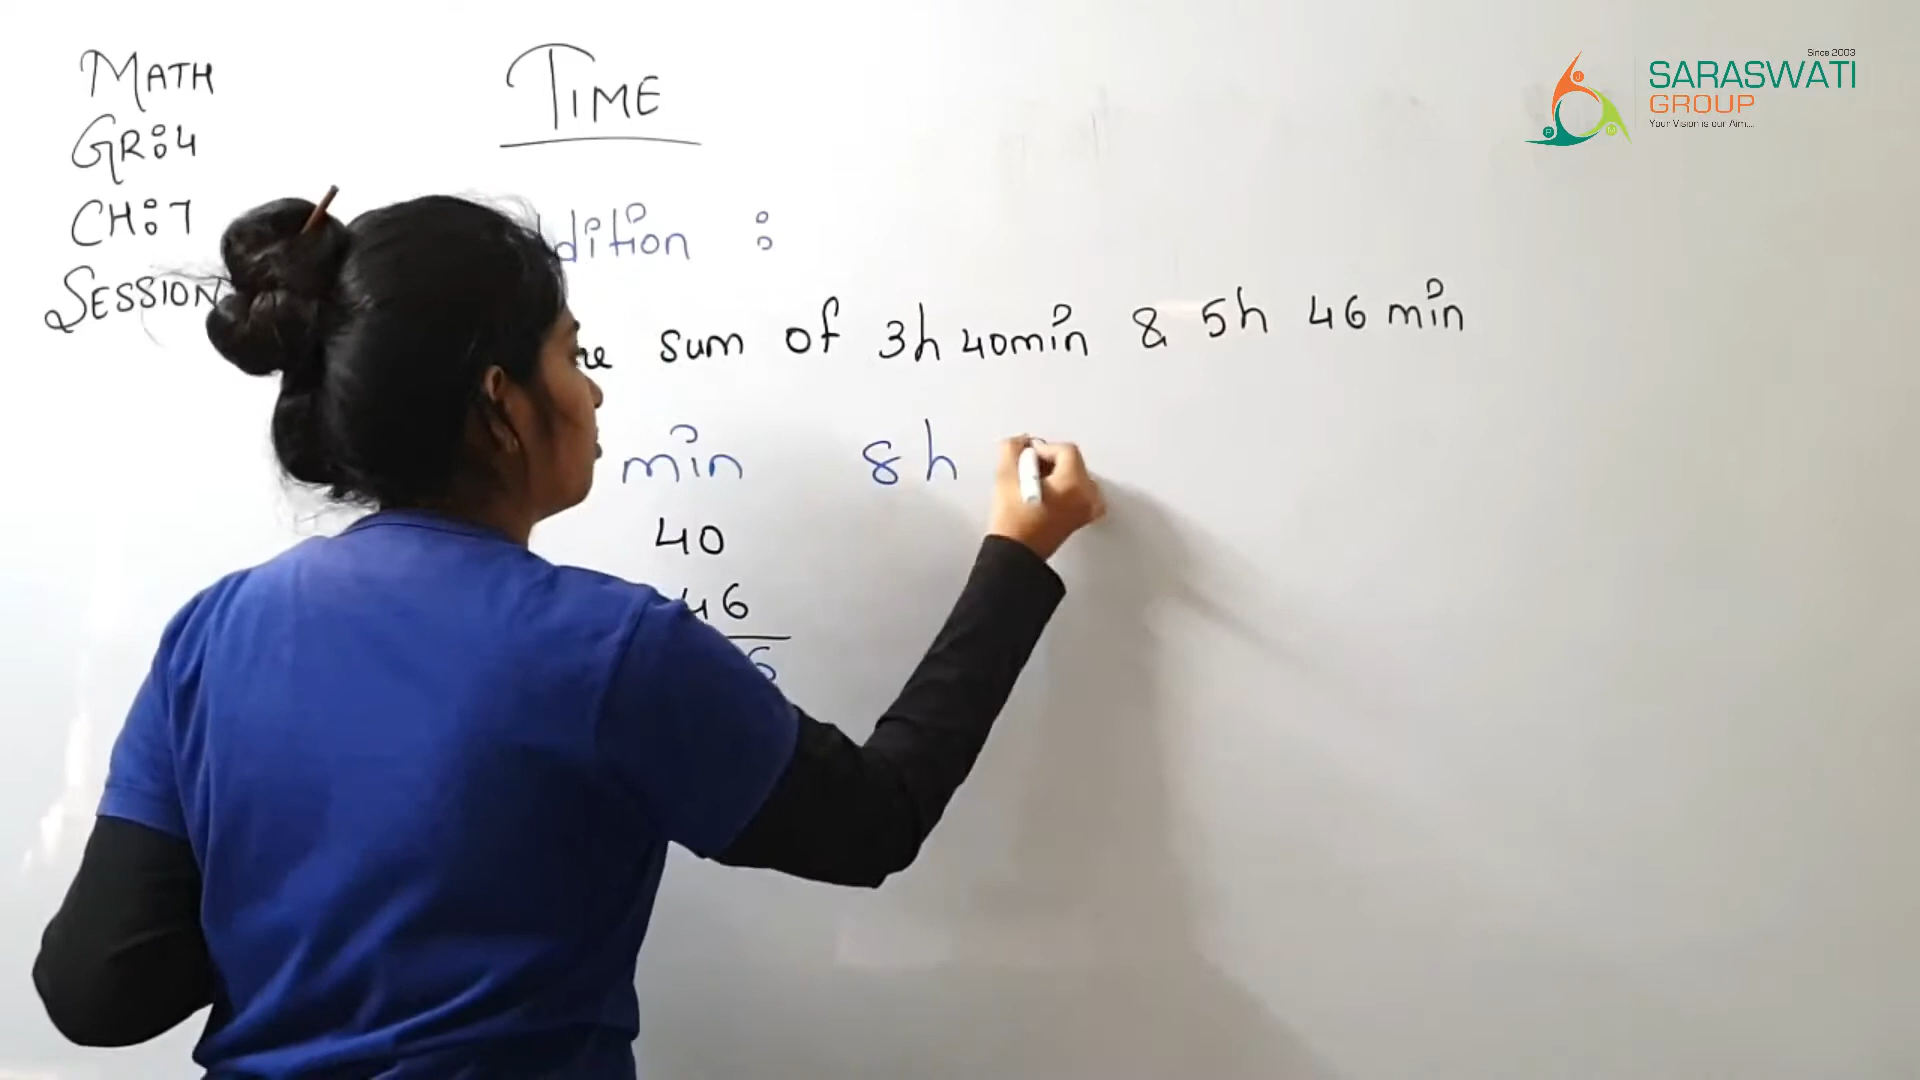 MATH
GR:4
CH:7
SESSION
TIME
Since 2003
SARASWATI
GROUP
Your Vision is our Aim....
J
P
M
:
sum of 3h 40min & 5h 46 min
min 8h
40
46
6